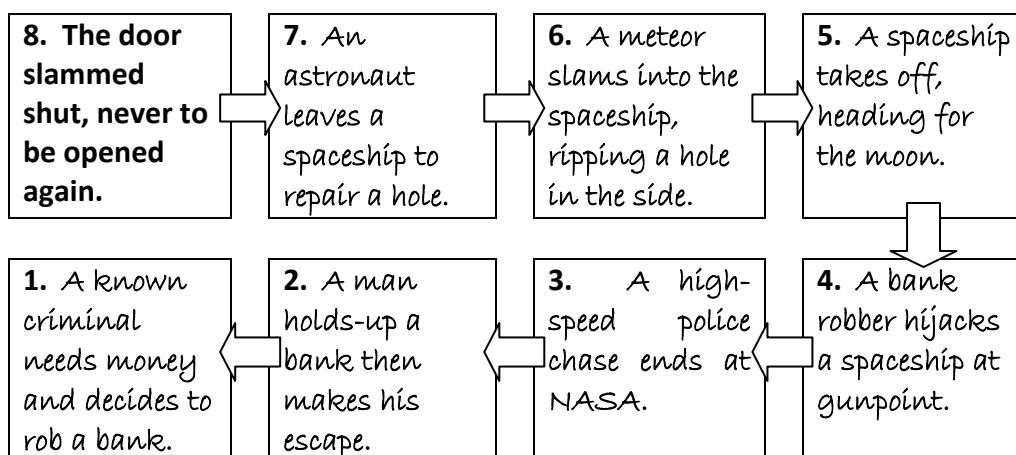 8. The door
slammed
shut, never to
be opened
again.
7. An
astronaut
leaves a
spaceship to
repair a hole.
6. A meteor
slams into the
spaceship,
ripping a hole
in the side.
5. A spaceship
takes off,
heading for
the moon.
1. A known
criminal
needs money
and decides to
rob a bank.
2. A man
holds-up a
bank then
makes his
escape.
3. A high-
speed police
chase ends at
NASA.
4. A bank
robber hijacks
a spaceship at
gunpoint.